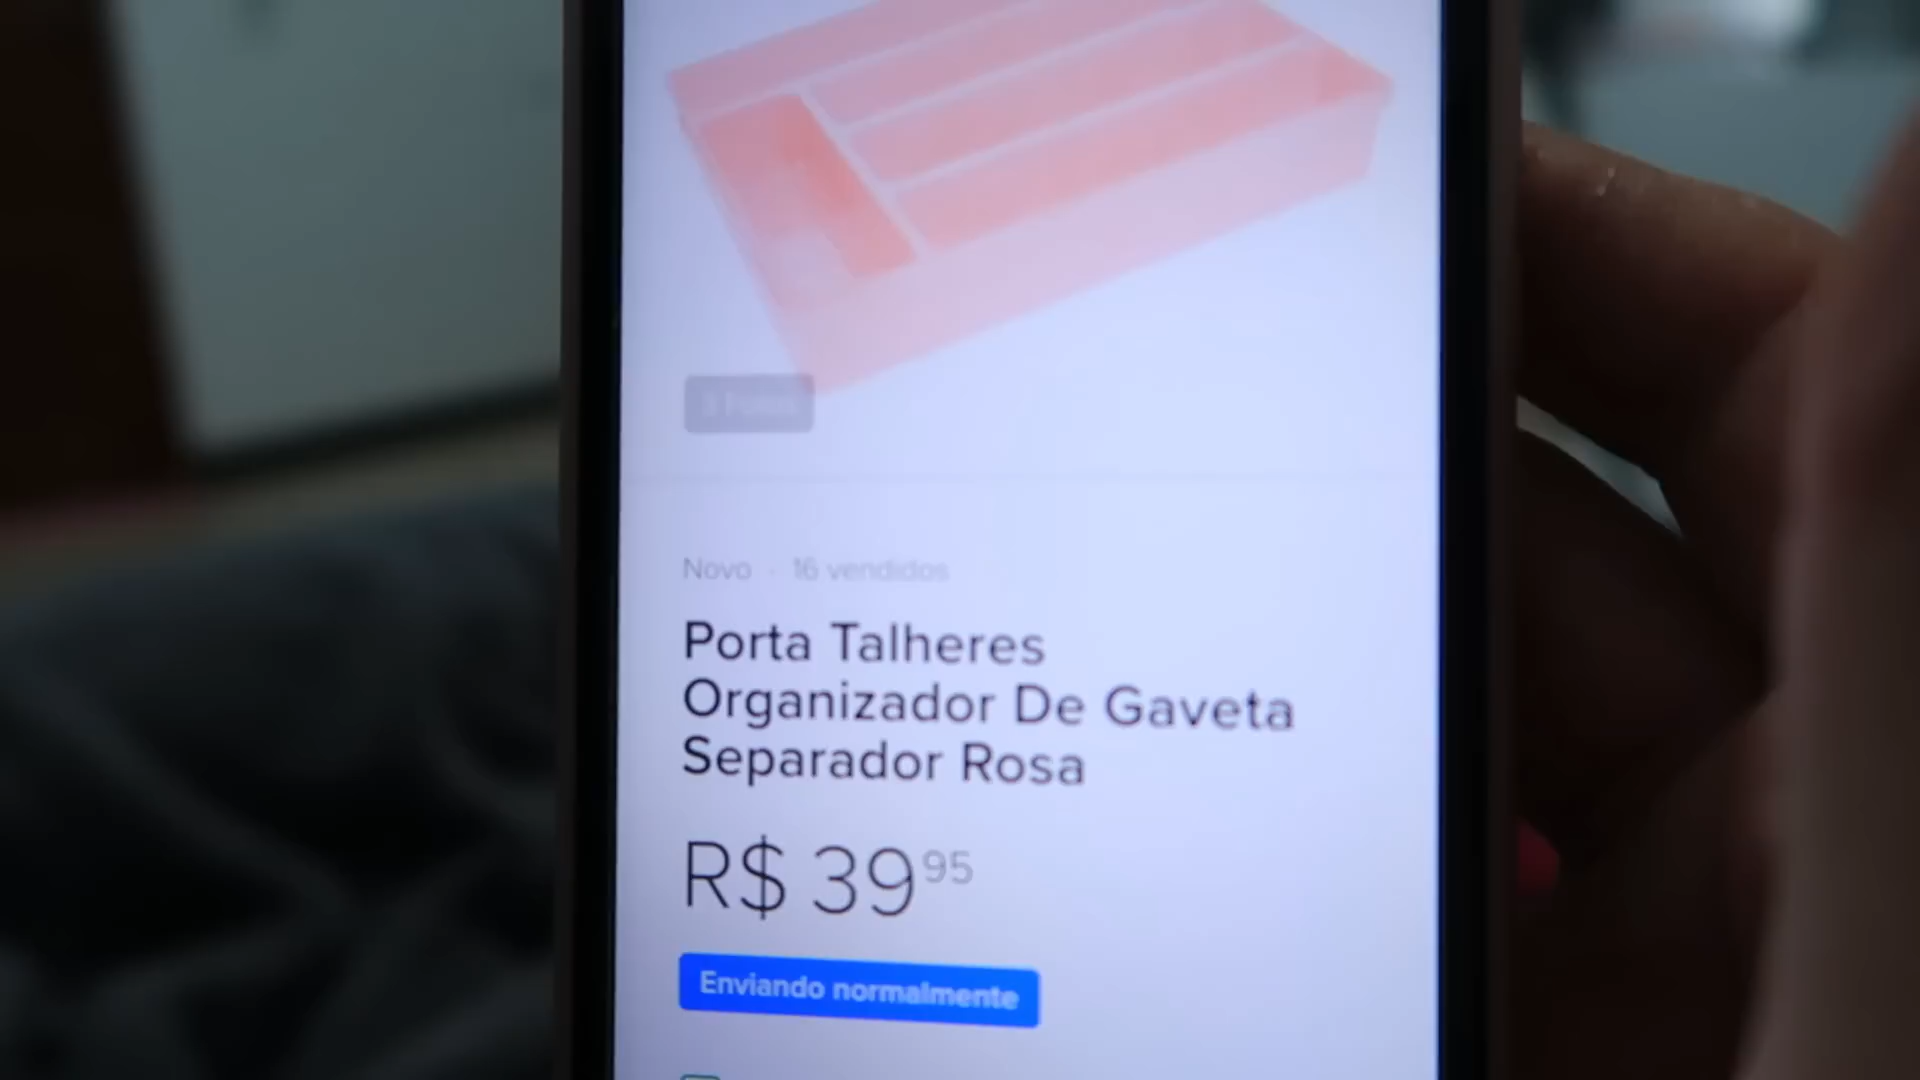 Novo · 16 vendidos
Porta Talheres
Organizador De Gaveta
Separador Rosa
R$ 39 95
Enviando normalmente